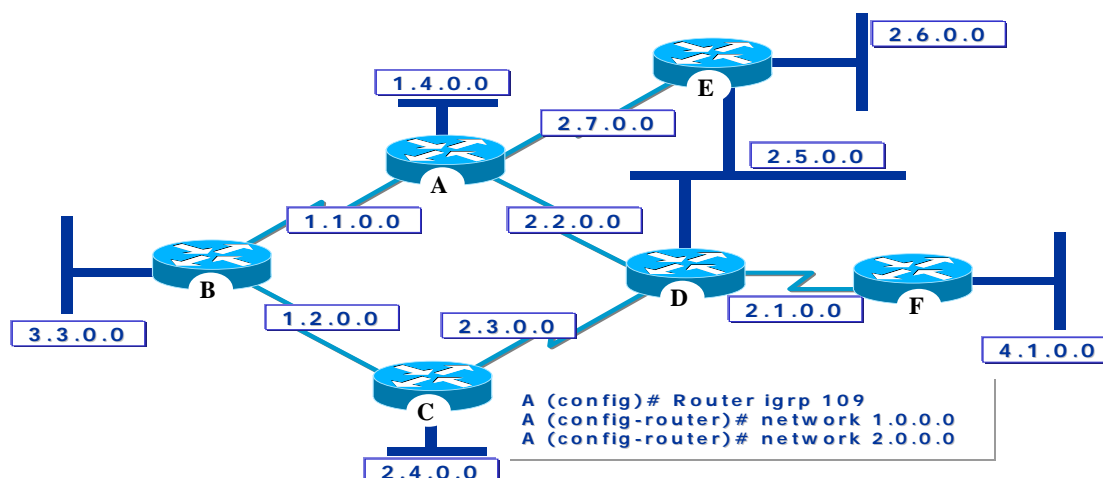 2.6.0.0
E
1.4.0.0
2.7.0.0
2.5.0.0
A
1.1.0.0
2.2.0.0
B
D
F
1.2.0.0
2.3.0.0
2.1.0.0
3.3.0.0
4.1.0.0
C
A (config)# Router igrp 109
A (config-router)# network 1.0.0.0
A (config-router)# network 2.0.0.0
2.4.0.0